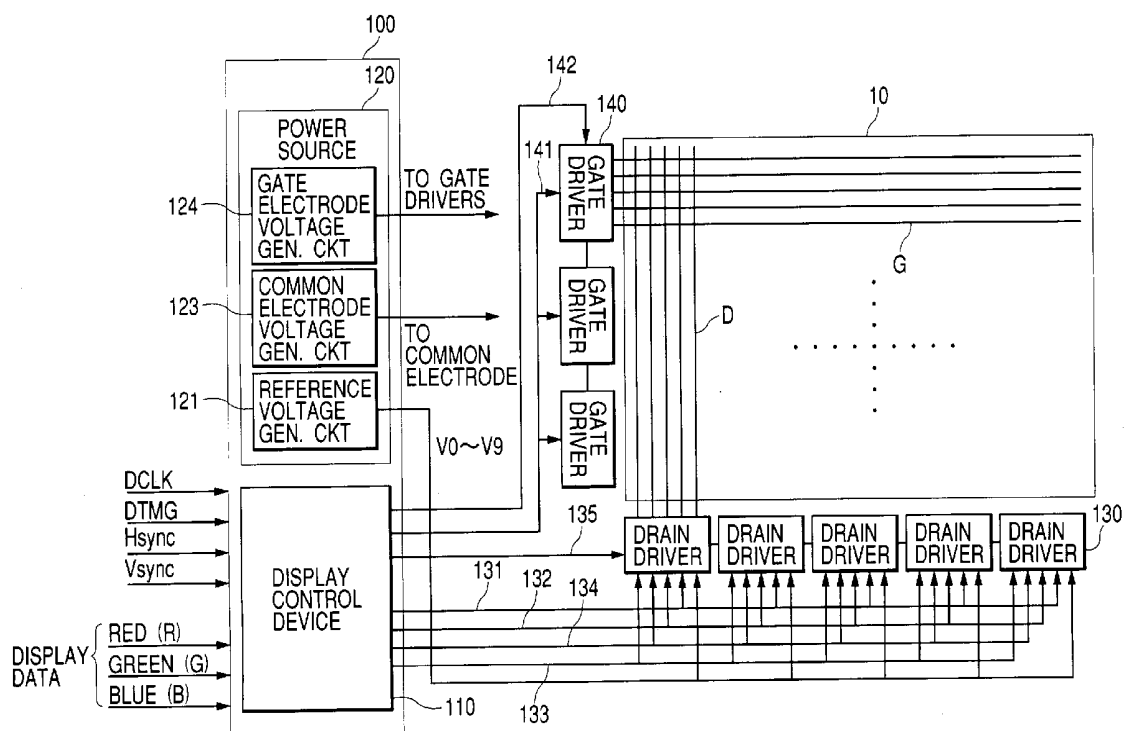 100
120
142
140
10
POWER
SOURCE
141
GATE
DRIVER
GATE
ELECTRODE
VOLTAGE
GEN. CKT
124
TO GATE
DRIVERS
G
COMMON
ELECTRODE
VOLTAGE
GEN. CKT
123
GATE
DRIVER
D
TO
COMMON
ELECTRODE
REFERENCE
VOLTAGE
GEN. CKT
121
GATE
DRIVER
V0~V9
DCLK
DTMG
Hsync
Vsync
135
DRAIN
DRIVER
DRAIN
DRIVER
DRAIN
DRIVER
DRAIN
DRIVER
DRAIN
DRIVER
130
DISPLAY
CONTROL
DEVICE
131
132
134
DISPLAY
DATA
RED (R)
GREEN (G)
BLUE (B)
110
133